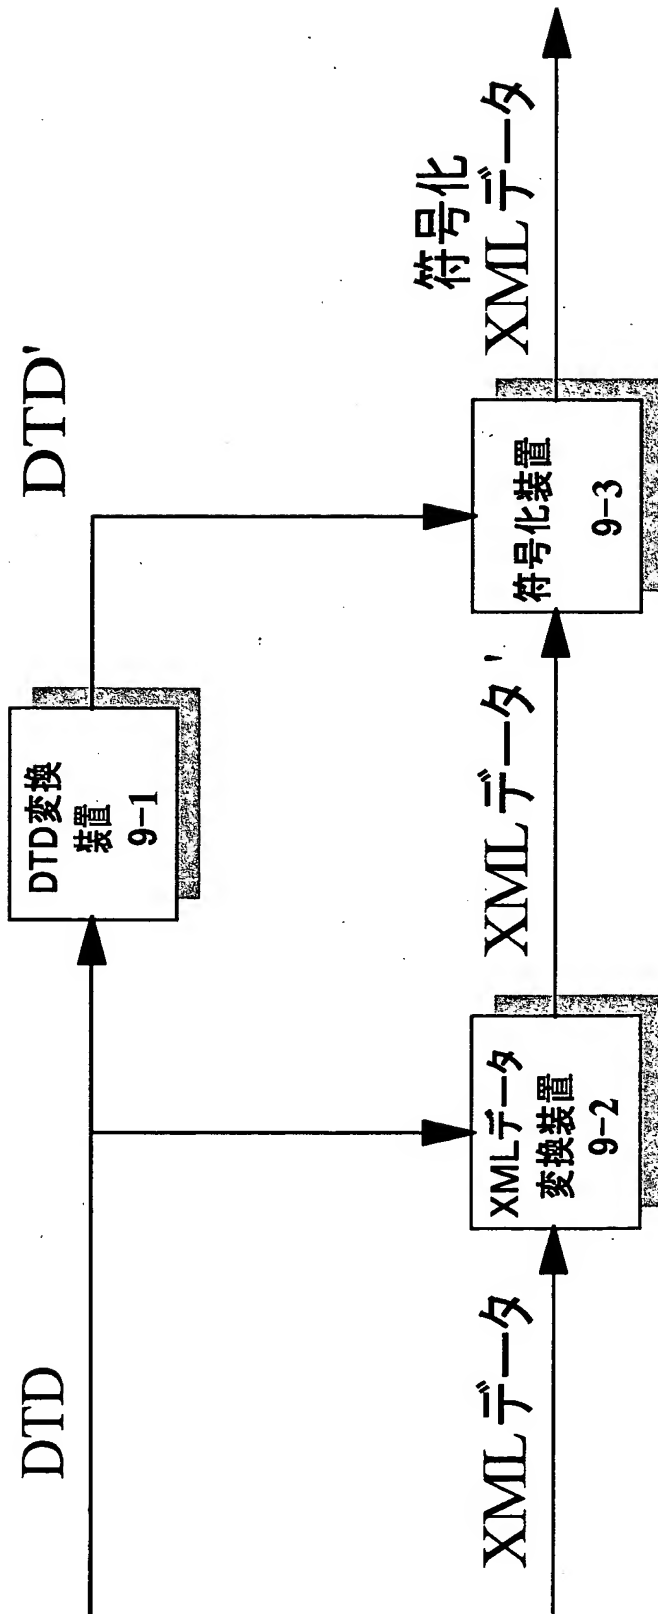 DTD
DTD変換
装置
9-1
DTD'
XMLデータ
XMLデータ
変換装置
9-2
XMLデータ'
符号化装置
9-3
符号化
XMLデータ